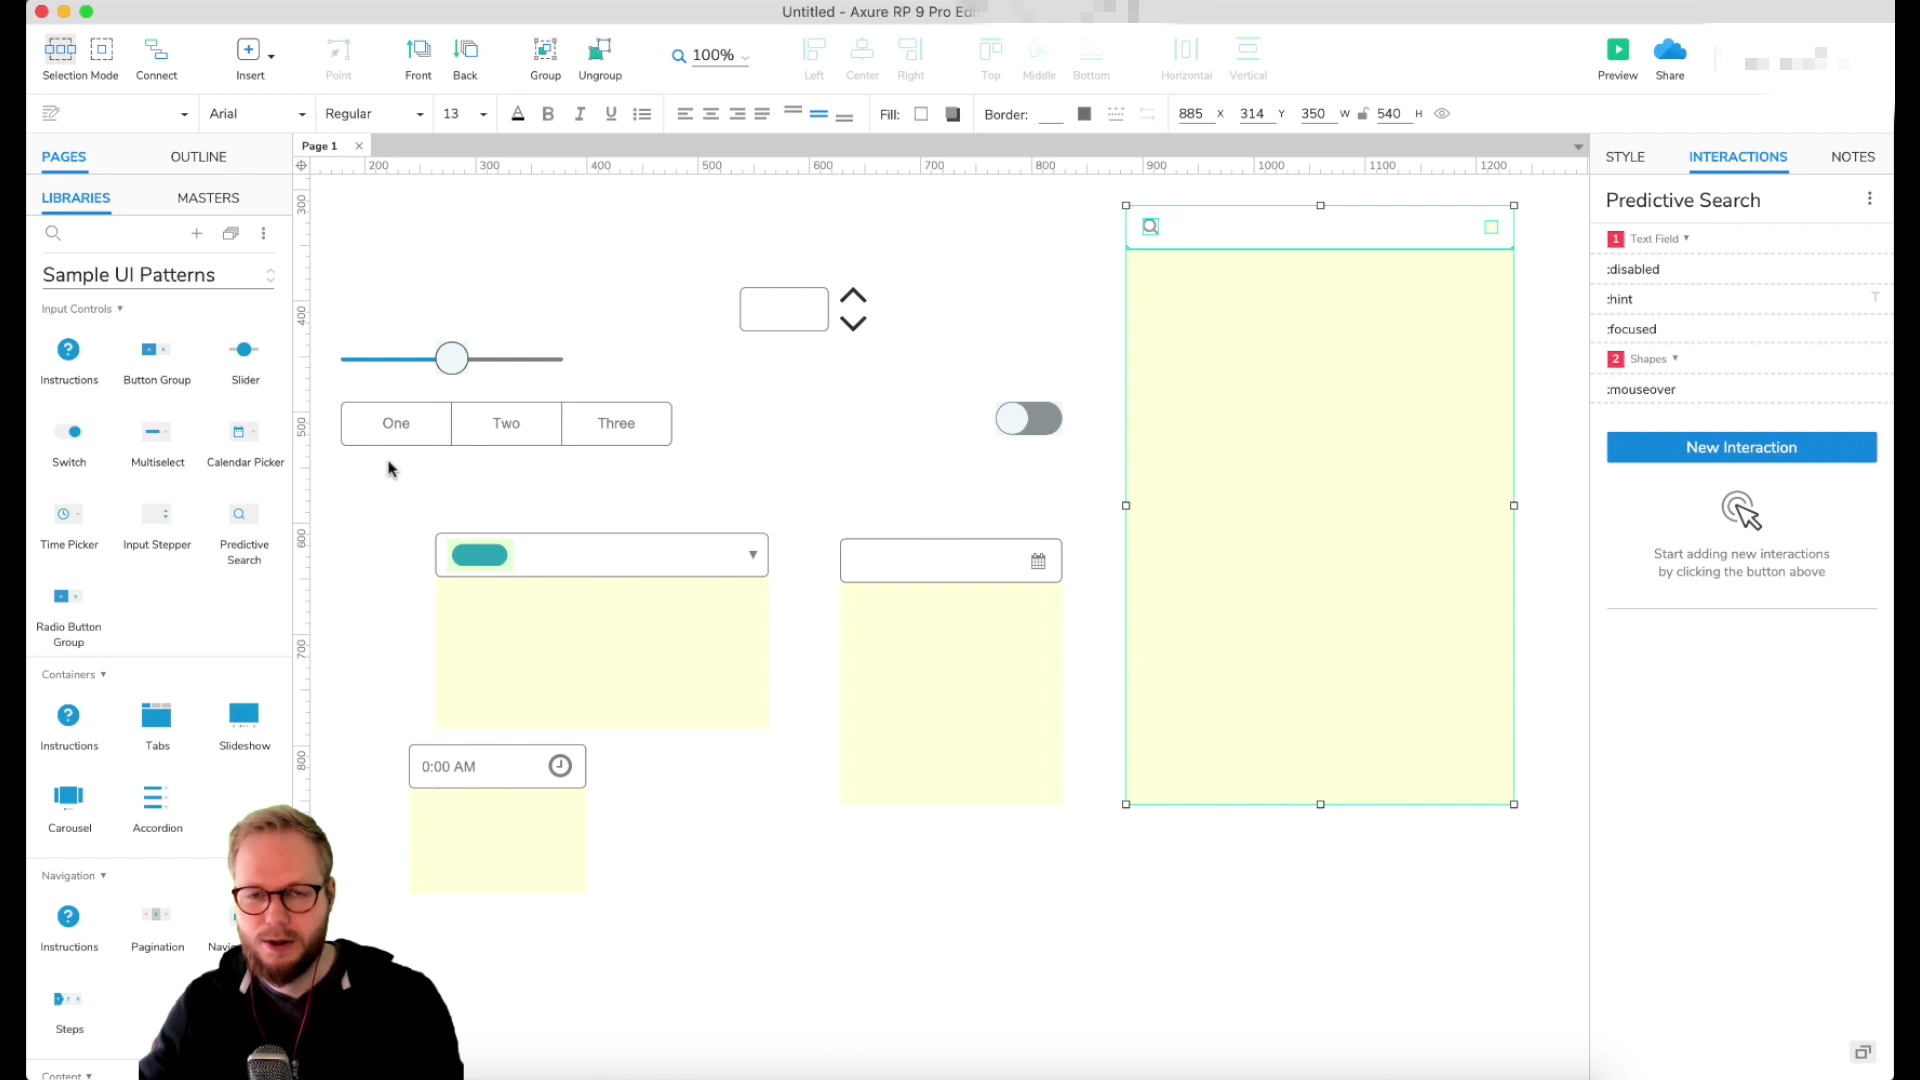 Untitled - Axure RP 9 Pro
Selection Mode
Connect
Insert
Point
Front
Back
Group
Ungroup
100%
Left
Center
Right
Top
Middle
Bottom
Horizontal
Vertical
Preview
Share
Arial
Regular
13
Fill:
Border:
885 X
314 Y
350 W
540 H
PAGES
OUTLINE
Page 1
200
300
400
500
600
700
800
900
1000
1100
1200
STYLE
INTERACTIONS
NOTES
LIBRARIES
MASTERS
Sample UI Patterns
Input Controls
Instructions
Button Group
Slider
Switch
Multiselect
Calendar Picker
Time Picker
Input Stepper
Predictive
Search
Radio Button
Group
Containers
Instructions
Tabs
Slideshow
Carousel
Accordion
Navigation
Instructions
Pagination
Steps
Content
300
400
500
600
700
800
One
Two
Three
0:00 AM
Predictive Search
1 Text Field
:disabled
:hint
:focused
2 Shapes
:mouseover
New Interaction
Start adding new interactions
by clicking the button above